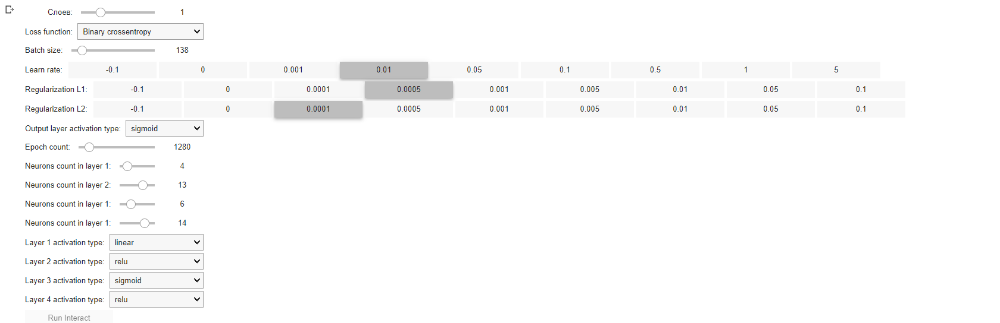 Слоев: 1
Loss function: Binary crossentropy
Batch size: 138
Learn rate: -0.1 0 0.001 0.01 0.05 0.1 0.5 1 5
Regularization L1: -0.1 0 0.0001 0.0005 0.001 0.005 0.01 0.05 0.1
Regularization L2: -0.1 0 0.0001 0.0005 0.001 0.005 0.01 0.05 0.1
Output layer activation type: sigmoid
Epoch count: 1280
Neurons count in layer 1: 4
Neurons count in layer 2: 13
Neurons count in layer 1: 6
Neurons count in layer 1: 14
Layer 1 activation type: linear
Layer 2 activation type: relu
Layer 3 activation type: sigmoid
Layer 4 activation type: relu
Run Interact